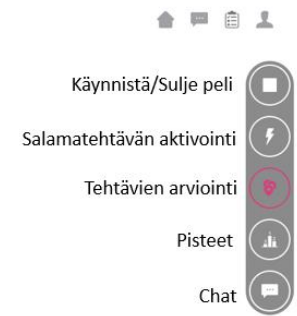 Käynnistä/Sulje peli
Salamatehtävän aktivointi
Tehtävien arviointi
Pisteet
Chat